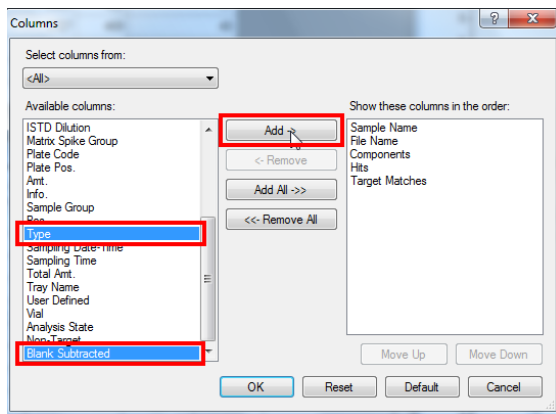 Columns
Select columns from:
<All>
Available columns:
ISTD Dilution
Matrix Spike Group
Plate Code
Plate Pos.
Amt.
Info.
Sample Group
Type
Sampling Date-Time
Sampling Time
Total Amt.
Tray Name
User Defined
Vial
Analysis State
Non-Target
Blank Subtracted
Add ->
<- Remove
Add All ->>
<<- Remove All
Show these columns in the order:
Sample Name
File Name
Components
Hits
Target Matches
Move Up
Move Down
OK
Reset
Default
Cancel